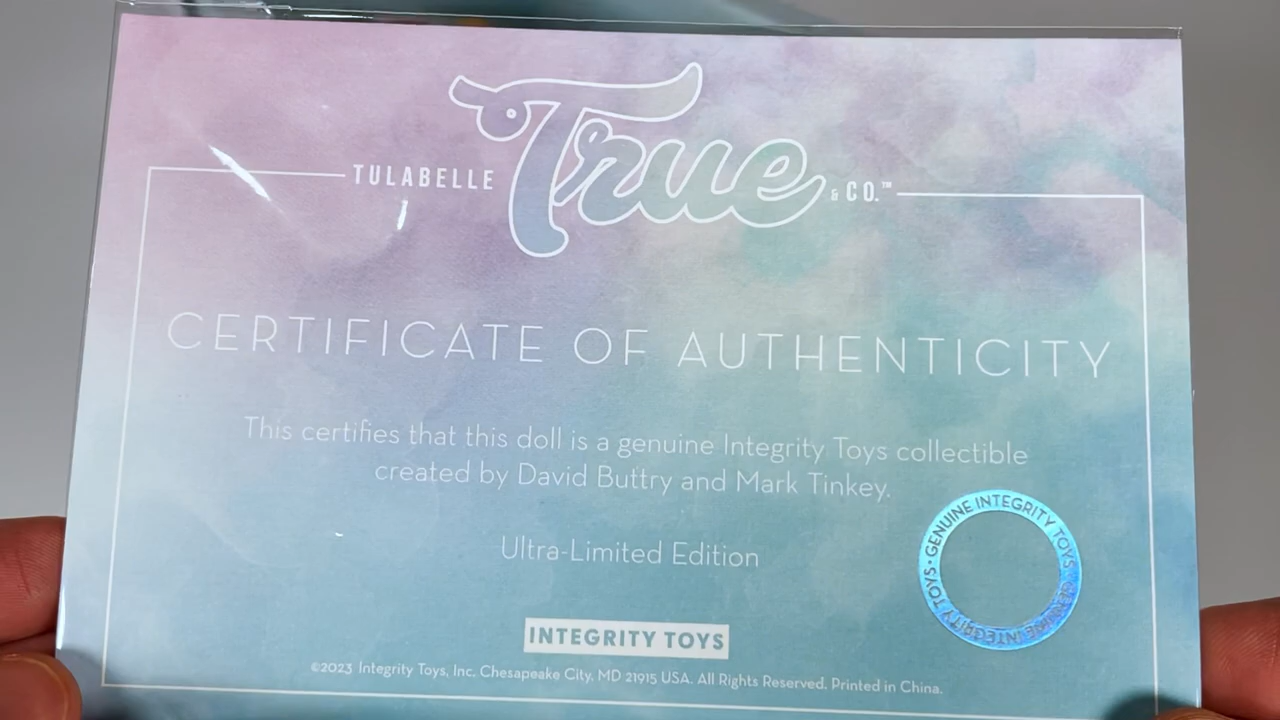 TULABELLE True & CO.™
CERTIFICATE OF AUTHENTICITY
This certifies that this doll is a genuine Integrity Toys collectible
created by David Buttry and Mark Tinkey.
Ultra-Limited Edition
GENUINE INTEGRITY TOYS • GENUINE INTEGRITY TOYS •
INTEGRITY TOYS
©2023 Integrity Toys, Inc. Chesapeake City, MD 21915 USA. All Rights Reserved. Printed in China.